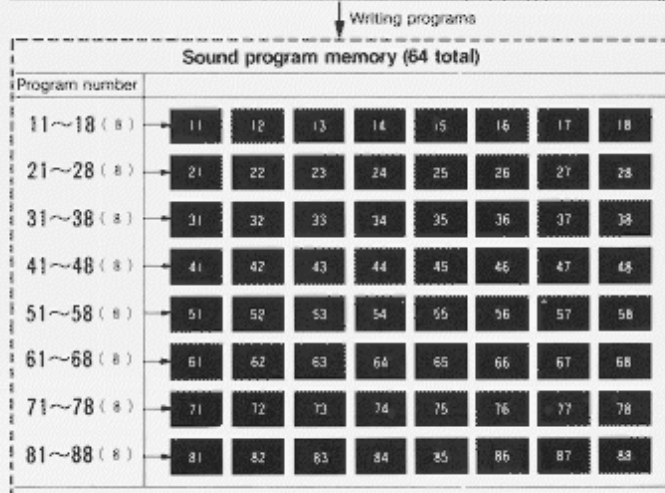 Writing programs
Sound program memory (64 total)
Program number
11～18 (8) 11 12 13 14 15 16 17 18
21～28 (8) 21 22 23 24 25 26 27 28
31～38 (8) 31 32 33 34 35 36 37 38
41～48 (8) 41 42 43 44 45 46 47 48
51～58 (8) 51 52 53 54 55 56 57 58
61～68 (8) 61 62 63 64 65 66 67 68
71～78 (8) 71 72 73 74 75 76 77 78
81～88 (8) 81 82 83 84 85 86 87 88